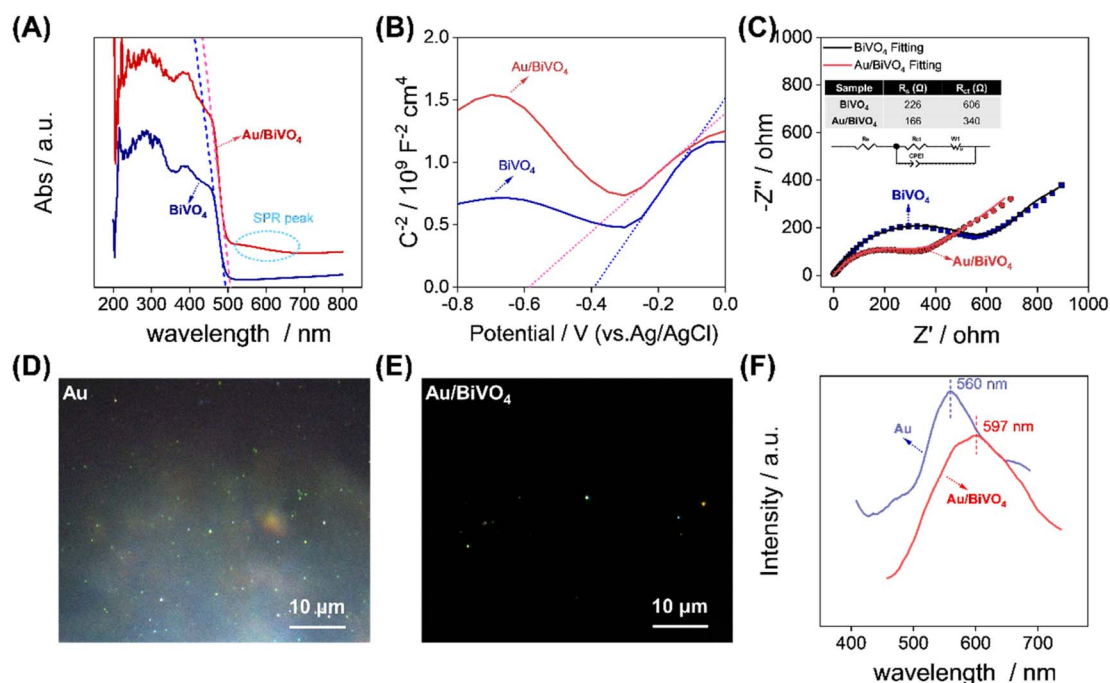 (A)
Abs / a.u.
Au/BiVO₄
BiVO₄
SPR peak
200 300 400 500 600 700 800
wavelength / nm
(B)
C⁻² / 10⁹ F⁻² cm⁴
2.0
1.5
1.0
0.5
0.0
Au/BiVO₄
BiVO₄
-0.8 -0.6 -0.4 -0.2 0.0
Potential / V (vs.Ag/AgCl)
(C)
-Z" / ohm
1000
800
600
400
200
0
BiVO₄ Fitting
Au/BiVO₄ Fitting
Sample Rₛ (Ω) Rct (Ω)
BiVO₄ 226 606
Au/BiVO₄ 166 340
Rs Rct W1
CPE1
BiVO₄
Au/BiVO₄
0 200 400 600 800 1000
Z' / ohm
(D)
Au
10 µm
(E)
Au/BiVO₄
10 µm
(F)
Intensity / a.u.
560 nm
597 nm
Au
Au/BiVO₄
400 500 600 700
wavelength / nm